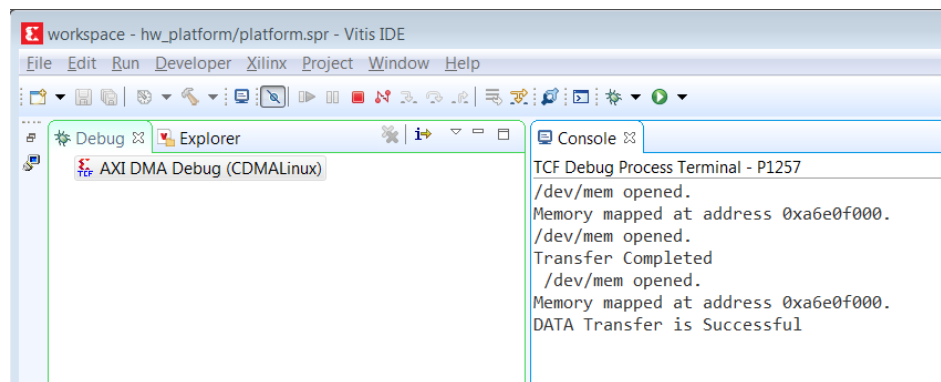 workspace - hw_platform/platform.spr - Vitis IDE
File Edit Run Developer Xilinx Project Window Help
Debug Explorer
AXI DMA Debug (CDMALinux)
Console
TCF Debug Process Terminal - P1257
/dev/mem opened.
Memory mapped at address 0xa6e0f000.
/dev/mem opened.
Transfer Completed
 /dev/mem opened.
Memory mapped at address 0xa6e0f000.
DATA Transfer is Successful